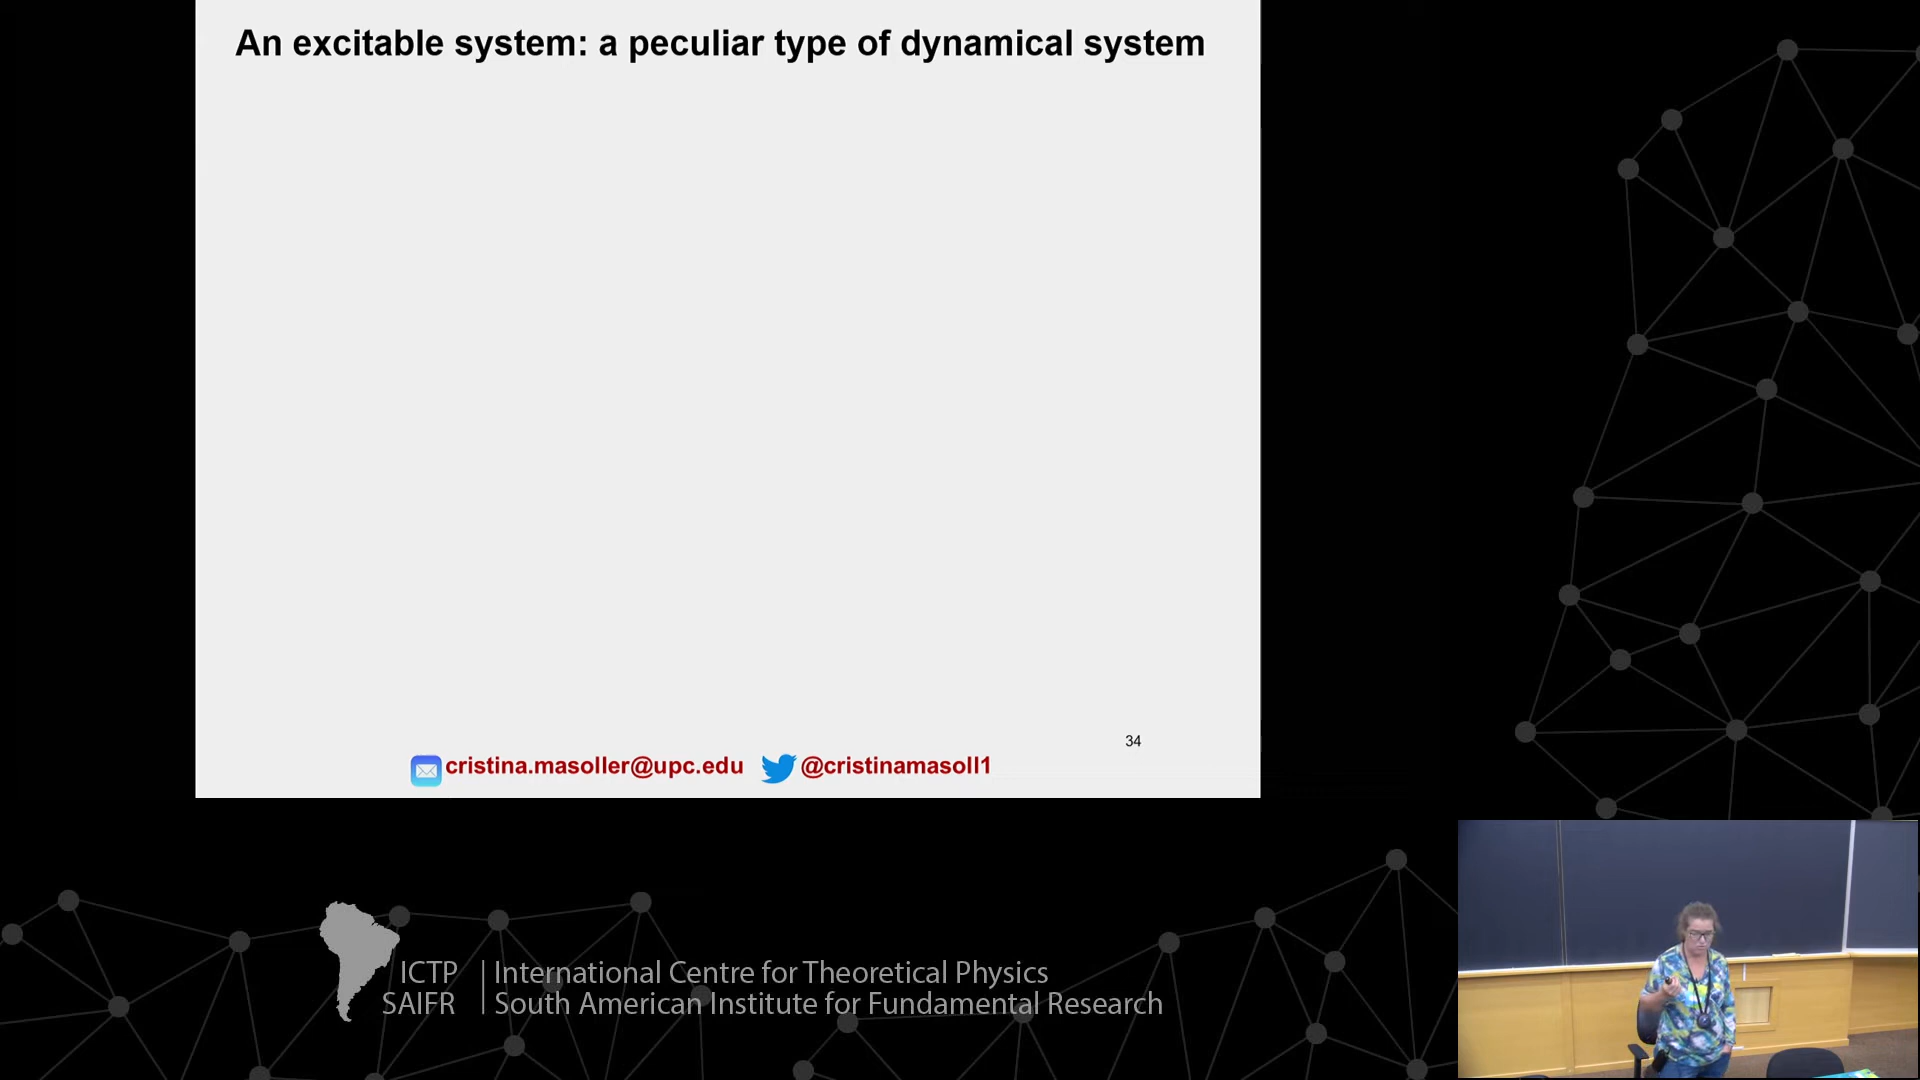 An excitable system: a peculiar type of dynamical system
34
cristina.masoller@upc.edu @cristinamasoll1
ICTP International Centre for Theoretical Physics
SAIFR South American Institute for Fundamental Research